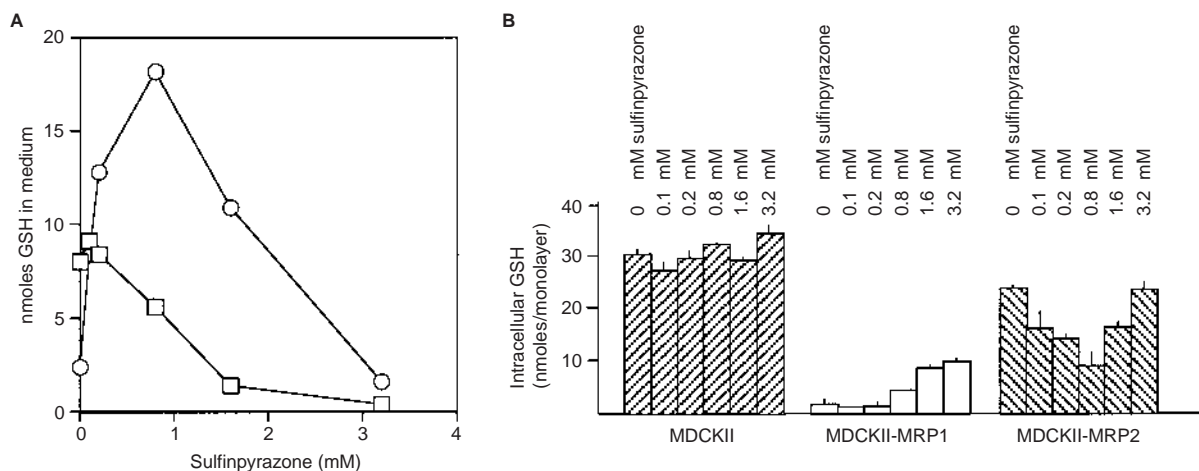 A
20
15
10
5
0
nmoles GSH in medium
0
1
2
3
4
Sulfinpyrazone (mM)
B
0 mM sulfinpyrazone
0.1 mM
0.2 mM
0.8 mM
1.6 mM
3.2 mM
0 mM sulfinpyrazone
0.1 mM
0.2 mM
0.8 mM
1.6 mM
3.2 mM
0 mM sulfinpyrazone
0.1 mM
0.2 mM
0.8 mM
1.6 mM
3.2 mM
40
30
20
10
Intracellular GSH
(nmoles/monolayer)
MDCKII
MDCKII-MRP1
MDCKII-MRP2